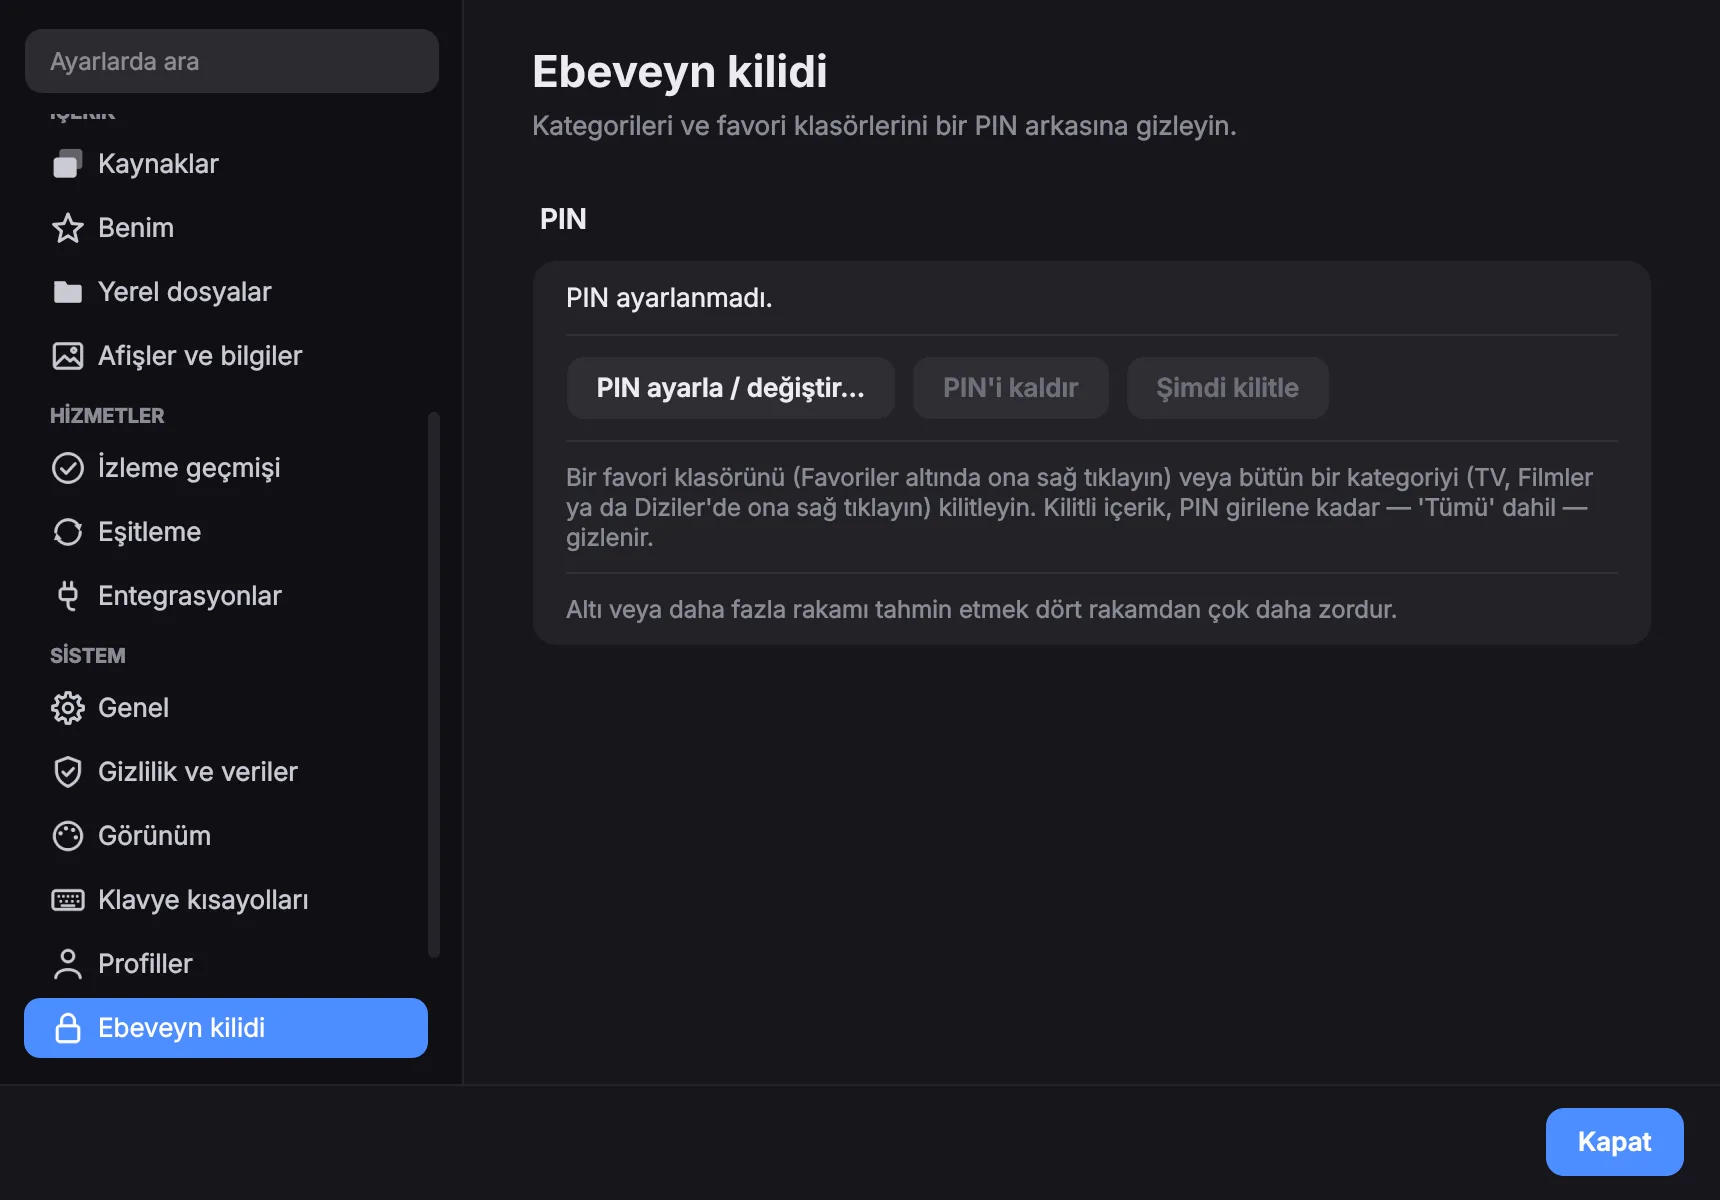 Ayarlarda ara
İÇERİK
Kaynaklar
Benim
Yerel dosyalar
Afişler ve bilgiler
HİZMETLER
İzleme geçmişi
Eşitleme
Entegrasyonlar
SİSTEM
Genel
Gizlilik ve veriler
Görünüm
Klavye kısayolları
Profiller
Ebeveyn kilidi
Ebeveyn kilidi
Kategorileri ve favori klasörlerini bir PIN arkasına gizleyin.
PIN
PIN ayarlanmadı.
PIN ayarla / değiştir...
PIN'i kaldır
Şimdi kilitle
Bir favori klasörünü (Favoriler altında ona sağ tıklayın) veya bütün bir kategoriyi (TV, Filmler
ya da Diziler'de ona sağ tıklayın) kilitleyin. Kilitli içerik, PIN girilene kadar — 'Tümü' dahil —
gizlenir.
Altı veya daha fazla rakamı tahmin etmek dört rakamdan çok daha zordur.
Kapat